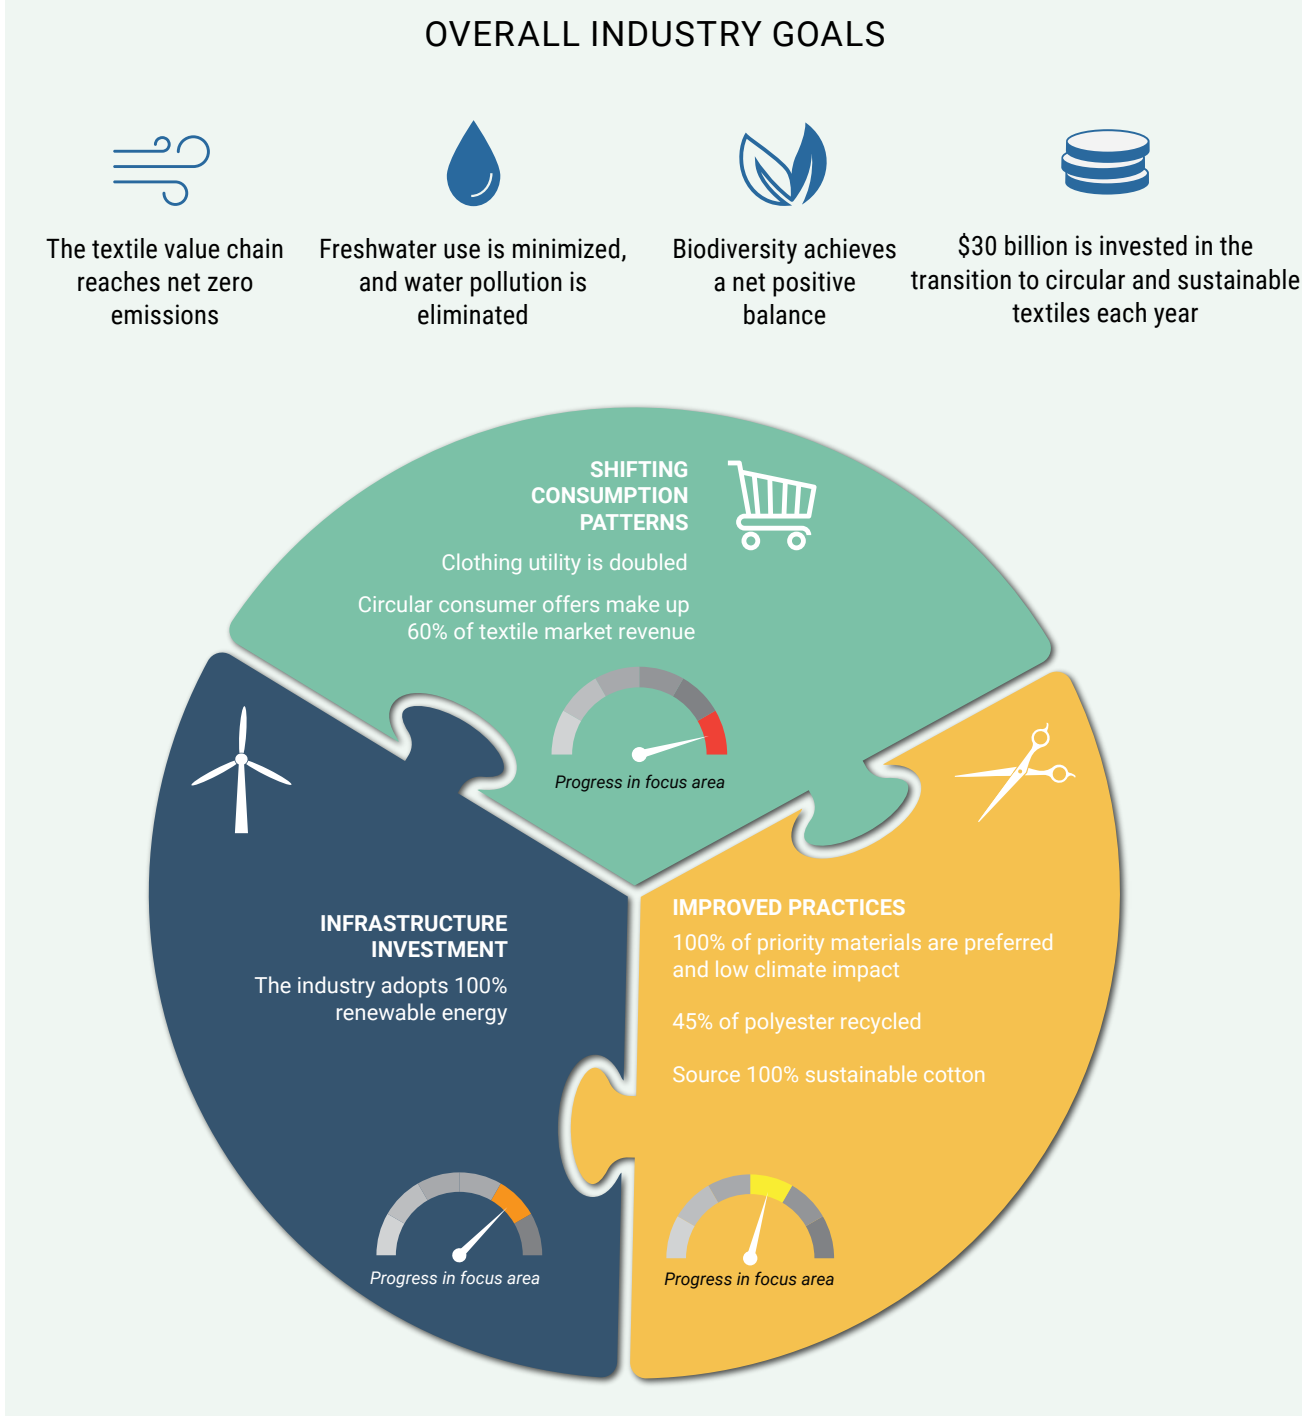 OVERALL INDUSTRY GOALS
The textile value chain
reaches net zero
emissions
Freshwater use is minimized,
and water pollution is
eliminated
Biodiversity achieves
a net positive
balance
$30 billion is invested in the
transition to circular and sustainable
textiles each year
SHIFTING
CONSUMPTION
PATTERNS
Clothing utility is doubled
Circular consumer offers make up
60% of textile market revenue
Progress in focus area
INFRASTRUCTURE
INVESTMENT
The industry adopts 100%
renewable energy
Progress in focus area
IMPROVED PRACTICES
100% of priority materials are preferred
and low climate impact
45% of polyester recycled
Source 100% sustainable cotton
Progress in focus area